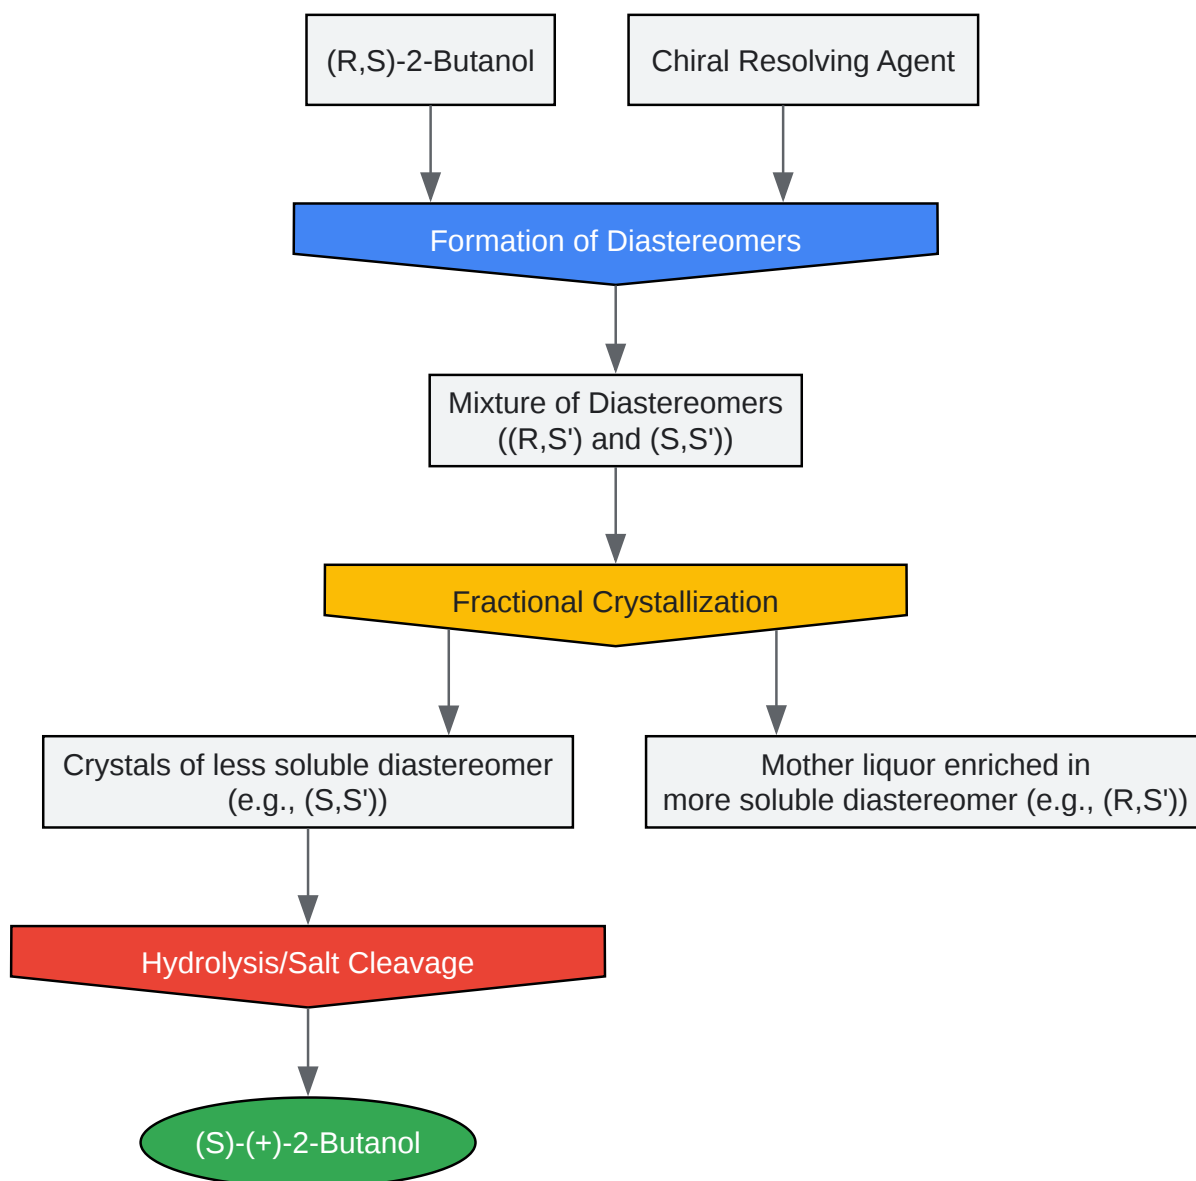 (R,S)-2-Butanol
Chiral Resolving Agent
Formation of Diastereomers
Mixture of Diastereomers
((R,S') and (S,S'))
Fractional Crystallization
Crystals of less soluble diastereomer
(e.g., (S,S'))
Mother liquor enriched in
more soluble diastereomer (e.g., (R,S'))
Hydrolysis/Salt Cleavage
(S)-(+)-2-Butanol